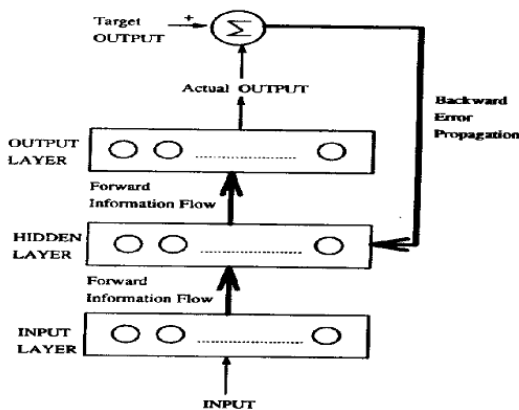 Target
OUTPUT
+
Σ
Actual OUTPUT
Backward
Error
Propagation
OUTPUT
LAYER
Forward
Information Flow
HIDDEN
LAYER
Forward
Information Flow
INPUT
LAYER
INPUT